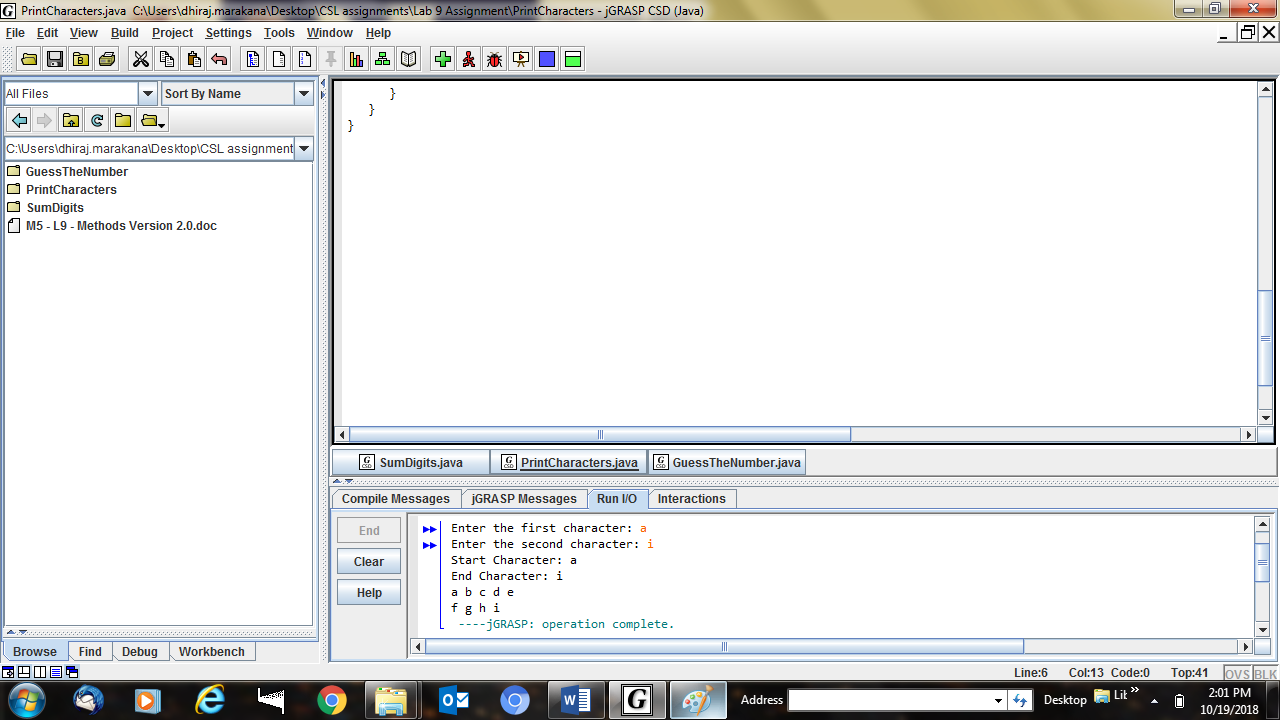 PrintCharacters.java  C:\Users\dhiraj.marakana\Desktop\CSL assignments\Lab 9 Assignment\PrintCharacters - jGRASP CSD (Java)
File Edit View Build Project Settings Tools Window Help
All Files
Sort By Name
C:\Users\dhiraj.marakana\Desktop\CSL assignment
GuessTheNumber
PrintCharacters
SumDigits
M5 - L9 - Methods Version 2.0.doc
Browse Find Debug Workbench
}
}
}
SumDigits.java PrintCharacters.java GuessTheNumber.java
Compile Messages jGRASP Messages Run I/O Interactions
End
Clear
Help
Enter the first character: a
Enter the second character: i
Start Character: a
End Character: i
a b c d e
f g h i
----jGRASP: operation complete.
Line:6 Col:13 Code:0 Top:41 OVS BLK
Address Desktop Lit »
2:01 PM
10/19/2018